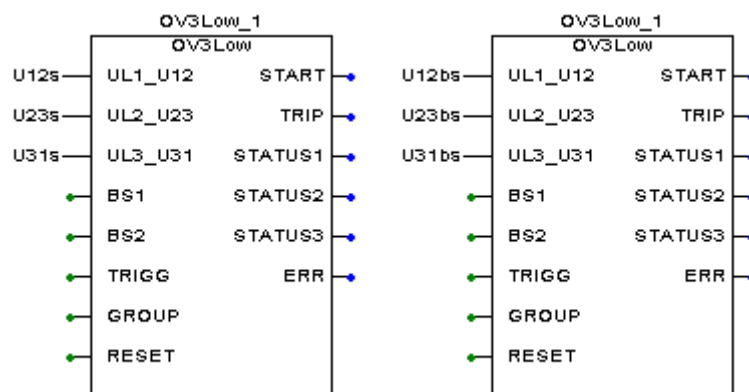 OV3Low_1
OV3Low
U12s UL1_U12 START
U23s UL2_U23 TRIP
U31s UL3_U31 STATUS1
BS1 STATUS2
BS2 STATUS3
TRIGG ERR
GROUP
RESET
OV3Low_1
OV3Low
U12bs UL1_U12 START
U23bs UL2_U23 TRIP
U31bs UL3_U31 STATUS1
BS1 STATUS2
BS2 STATUS3
TRIGG ERR
GROUP
RESET